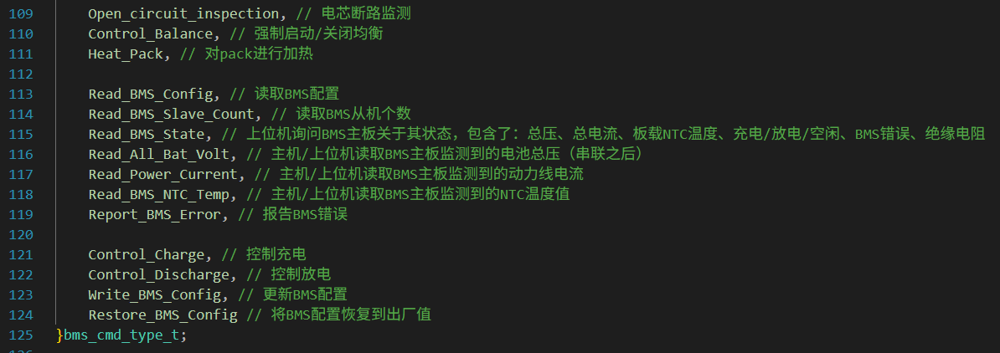 109 Open_circuit_inspection, // 电芯断路监测
110 Control_Balance, // 强制启动/关闭均衡
111 Heat_Pack, // 对pack进行加热
112
113 Read_BMS_Config, // 读取BMS配置
114 Read_BMS_Slave_Count, // 读取BMS从机个数
115 Read_BMS_State, // 上位机询问BMS主板关于其状态，包含了：总压、总电流、板载NTC温度、充电/放电/空闲、BMS错误、绝缘电阻
116 Read_All_Bat_Volt, // 主机/上位机读取BMS主板监测到的电池总压（串联之后）
117 Read_Power_Current, // 主机/上位机读取BMS主板监测到的动力线电流
118 Read_BMS_NTC_Temp, // 主机/上位机读取BMS主板监测到的NTC温度值
119 Report_BMS_Error, // 报告BMS错误
120
121 Control_Charge, // 控制充电
122 Control_Discharge, // 控制放电
123 Write_BMS_Config, // 更新BMS配置
124 Restore_BMS_Config // 将BMS配置恢复到出厂值
125 }bms_cmd_type_t;